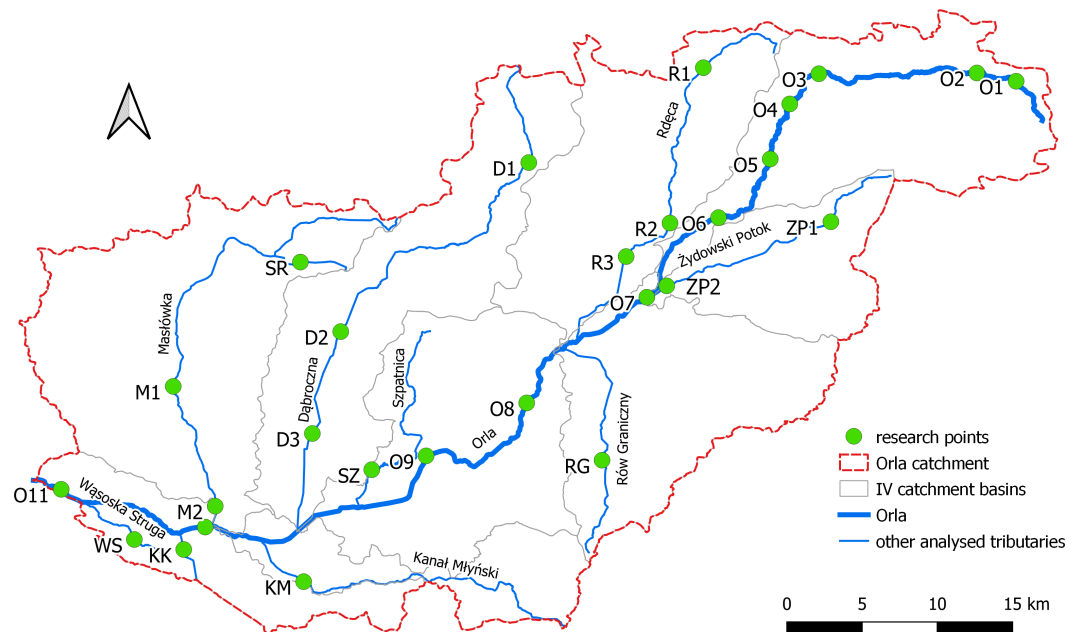 R1
O3
O2
O1
O4
Rdęca
O5
D1
R2
O6
ZP1
Żydowski Potok
SR
R3
ZP2
O7
Masłówka
D2
Szpatnica
M1
Dąbroczna
O8
D3
Orla
O9
Rów Graniczny
SZ
RG
O11
Wąsoska Struga
M2
WS
KK
KM
Kanał Młyński
research points
Orla catchment
IV catchment basins
Orla
other analysed tributaries
0 5 10 15 km